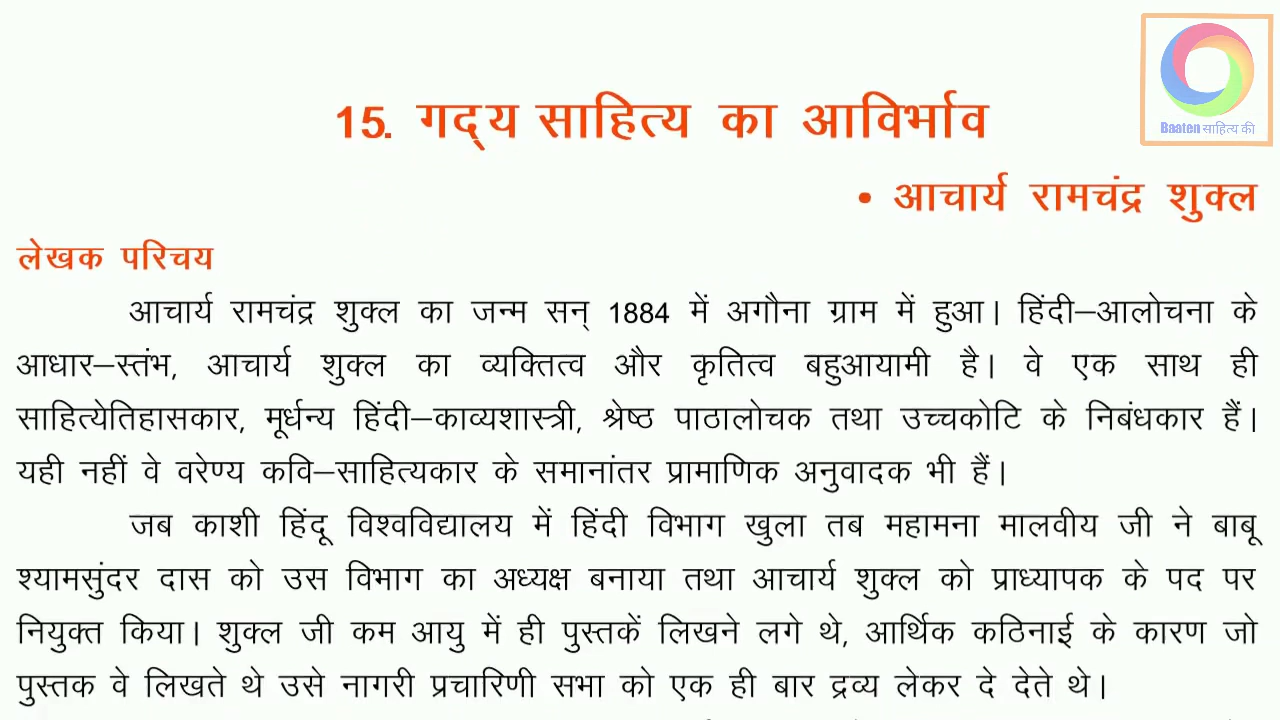 Baaten साहित्य की
15. गद्य साहित्य का आविर्भाव
• आचार्य रामचंद्र शुक्ल
लेखक परिचय
आचार्य रामचंद्र शुक्ल का जन्म सन् 1884 में अगौना ग्राम में हुआ। हिंदी–आलोचना के
आधार–स्तंभ, आचार्य शुक्ल का व्यक्तित्व और कृतित्व बहुआयामी है। वे एक साथ ही
साहित्येतिहासकार, मूर्धन्य हिंदी–काव्यशास्त्री, श्रेष्ठ पाठालोचक तथा उच्चकोटि के निबंधकार हैं।
यही नहीं वे वरेण्य कवि–साहित्यकार के समानांतर प्रामाणिक अनुवादक भी हैं।
जब काशी हिंदू विश्वविद्यालय में हिंदी विभाग खुला तब महामना मालवीय जी ने बाबू
श्यामसुंदर दास को उस विभाग का अध्यक्ष बनाया तथा आचार्य शुक्ल को प्राध्यापक के पद पर
नियुक्त किया। शुक्ल जी कम आयु में ही पुस्तकें लिखने लगे थे, आर्थिक कठिनाई के कारण जो
पुस्तक वे लिखते थे उसे नागरी प्रचारिणी सभा को एक ही बार द्रव्य लेकर दे देते थे।